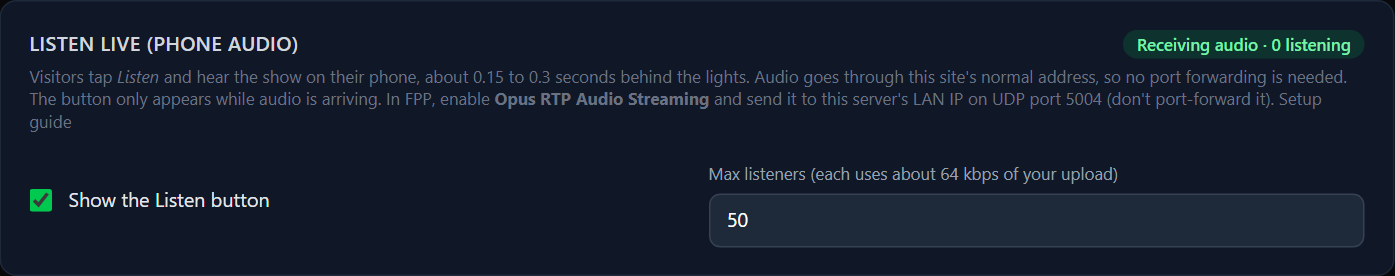 LISTEN LIVE (PHONE AUDIO)
Receiving audio · 0 listening
Visitors tap Listen and hear the show on their phone, about 0.15 to 0.3 seconds behind the lights. Audio goes through this site's normal address, so no port forwarding is needed.
The button only appears while audio is arriving. In FPP, enable Opus RTP Audio Streaming and send it to this server's LAN IP on UDP port 5004 (don't port-forward it). Setup
guide
Max listeners (each uses about 64 kbps of your upload)
Show the Listen button
50